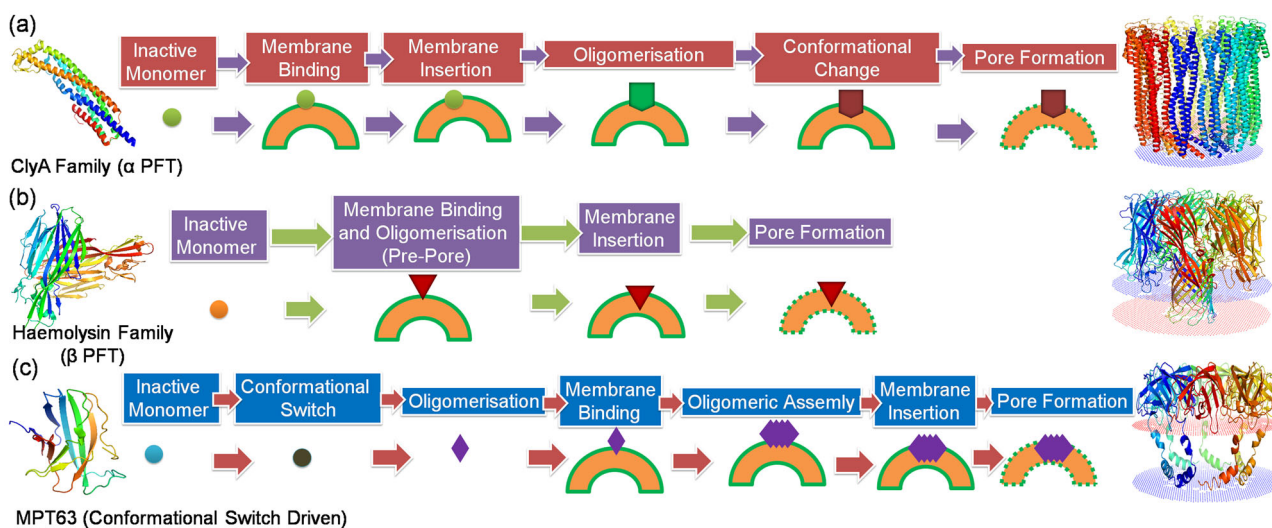 (a)
Inactive
Monomer
Membrane
Binding
Membrane
Insertion
Oligomerisation
Conformational
Change
Pore Formation
ClyA Family (α PFT)
(b)
Inactive
Monomer
Membrane Binding
and Oligomerisation
(Pre-Pore)
Membrane
Insertion
Pore Formation
Haemolysin Family
(β PFT)
(c)
Inactive
Monomer
Conformational
Switch
Oligomerisation
Membrane
Binding
Oligomeric Assemly
Membrane
Insertion
Pore Formation
MPT63 (Conformational Switch Driven)